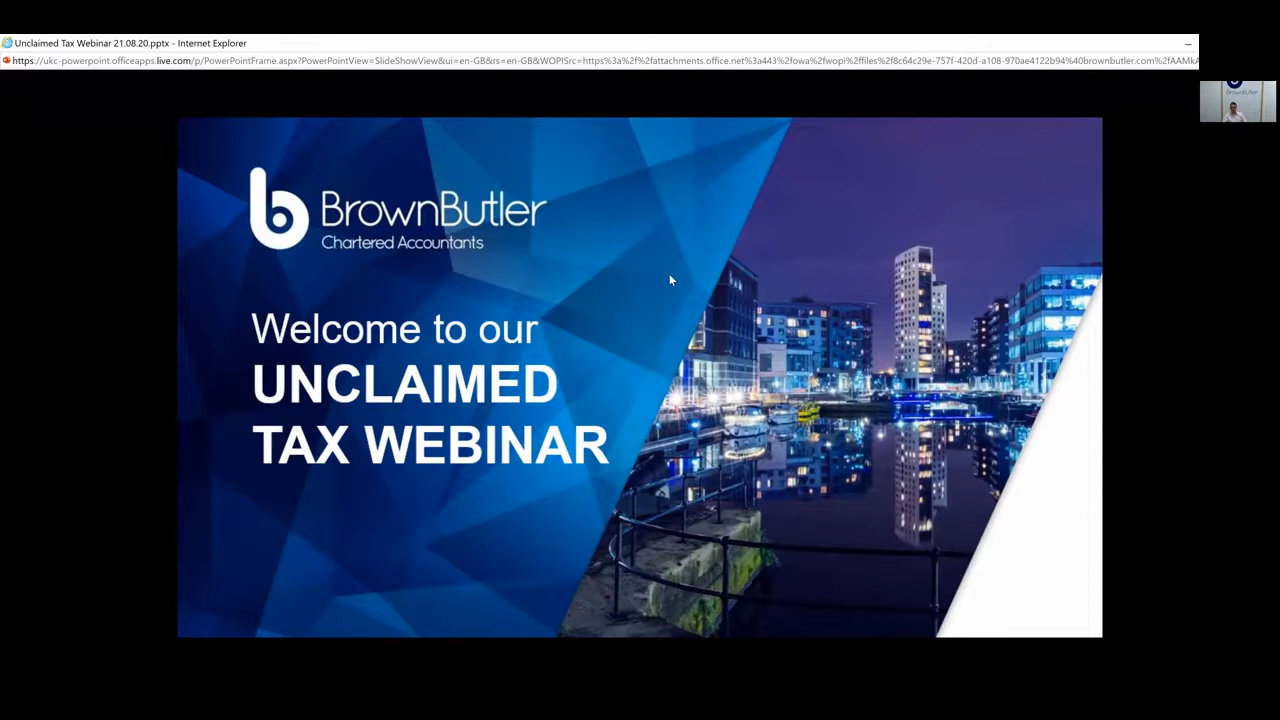 Unclaimed Tax Webinar 21.08.20.pptx - Internet Explorer
https://ukc-powerpoint.officeapps.live.com/p/PowerPointFrame.aspx?PowerPointView=SlideShowView&ui=en-GB&rs=en-GB&WOPISrc=https%3a%2f%2fattachments.office.net%3a443%2fowa%2fwopi%2ffiles%2f8c64c29e-757f-420d-a108-970ae4122b94%40brownbutler.com%2fAAMkA
BrownButler
BrownButler
Chartered Accountants
Welcome to our
UNCLAIMED
TAX WEBINAR